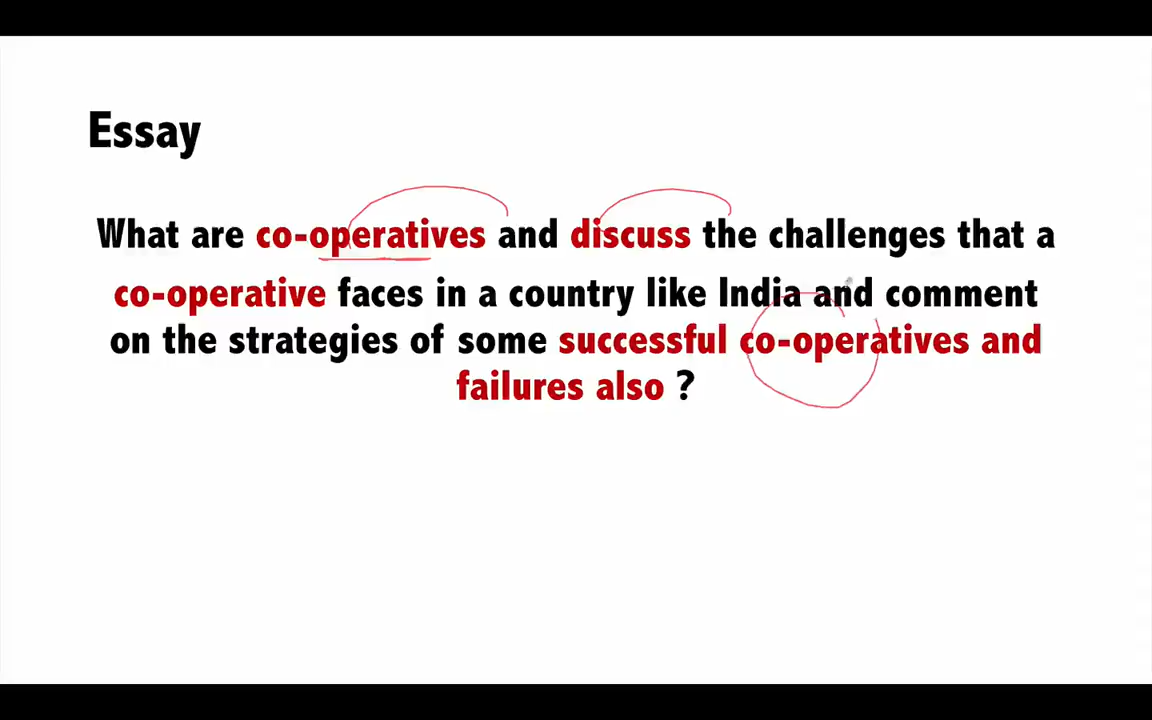 Essay
What are co-operatives and discuss the challenges that a
co-operative faces in a country like India and comment
on the strategies of some successful co-operatives and
failures also ?